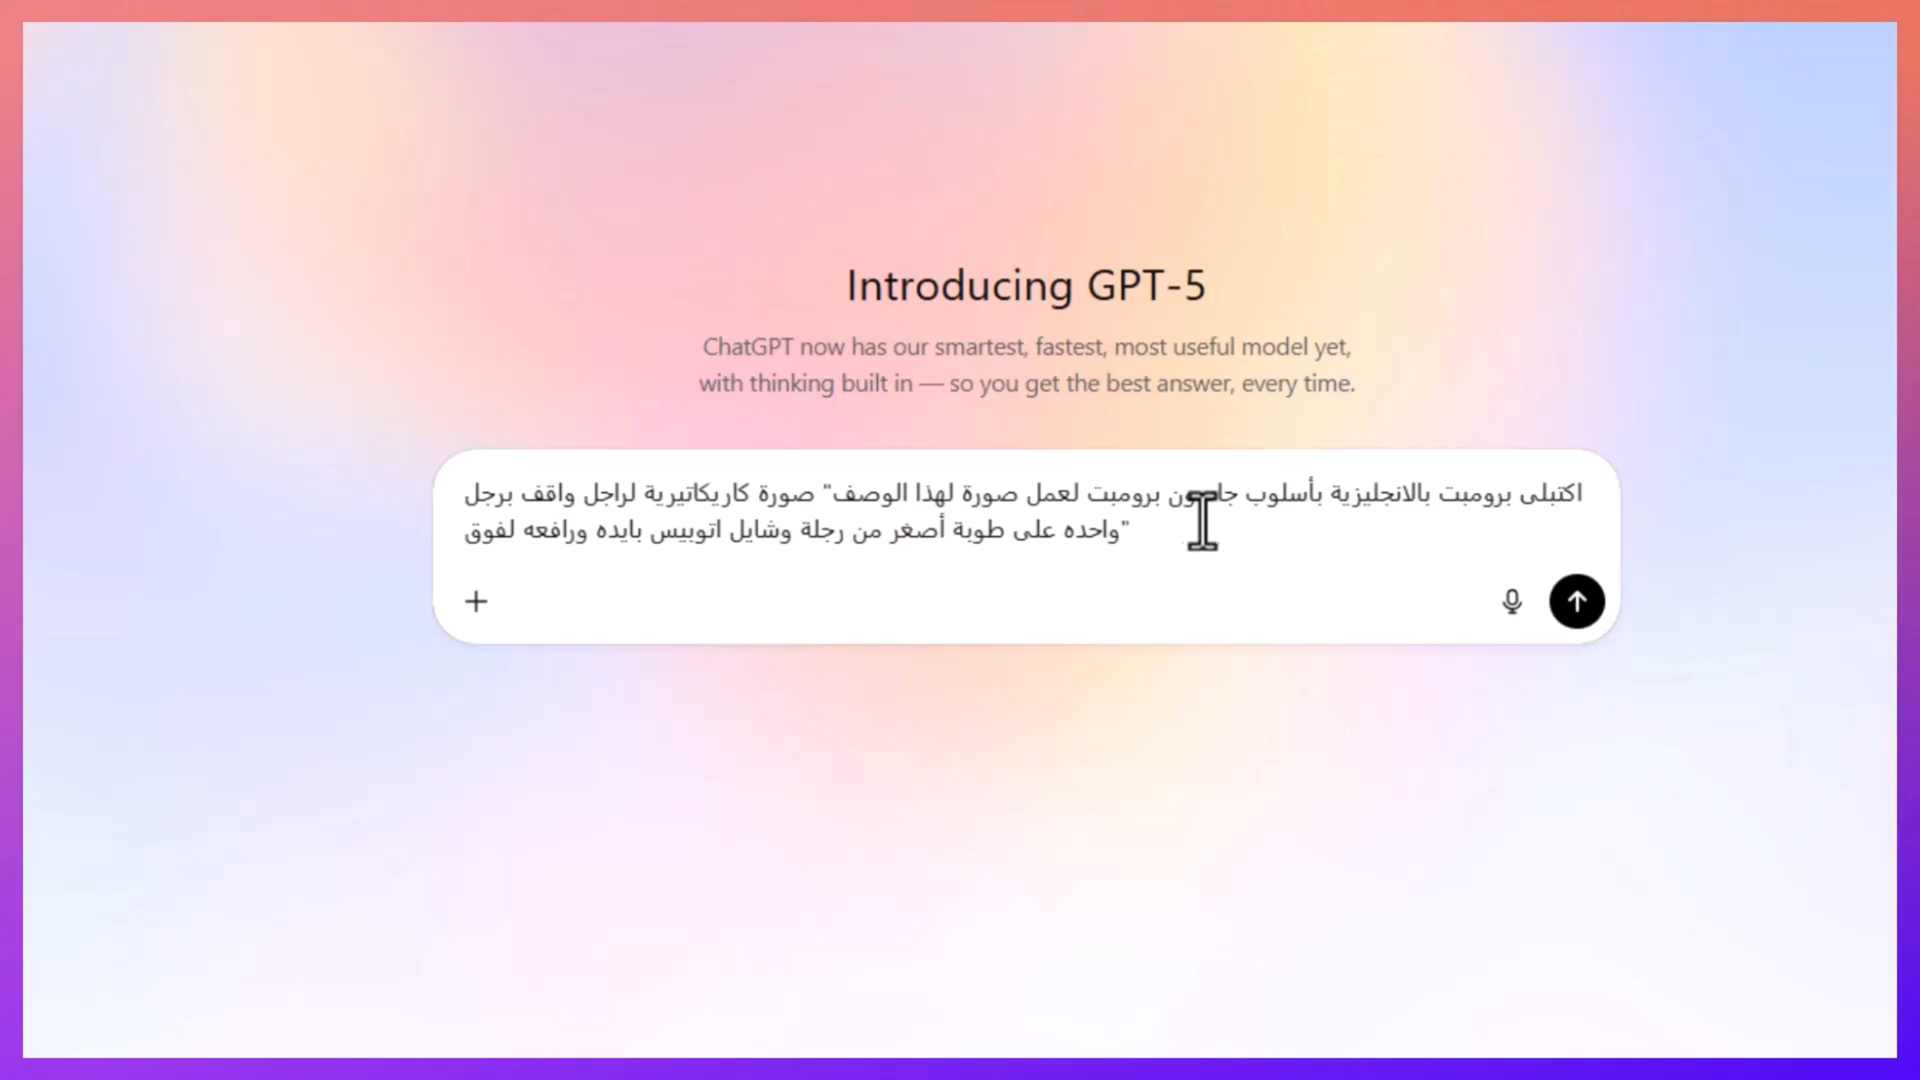 Introducing GPT-5
ChatGPT now has our smartest, fastest, most useful model yet,
with thinking built in — so you get the best answer, every time.
اكتبلى برومبت بالانجليزية بأسلوب برومبت لعمل صورة لهذا الوصف" صورة كاريكاتيرية لراجل واقف برجل
واحده على طوبة أصغر من رجلة وشايل اتوبيس بايده ورافعه لفوق"